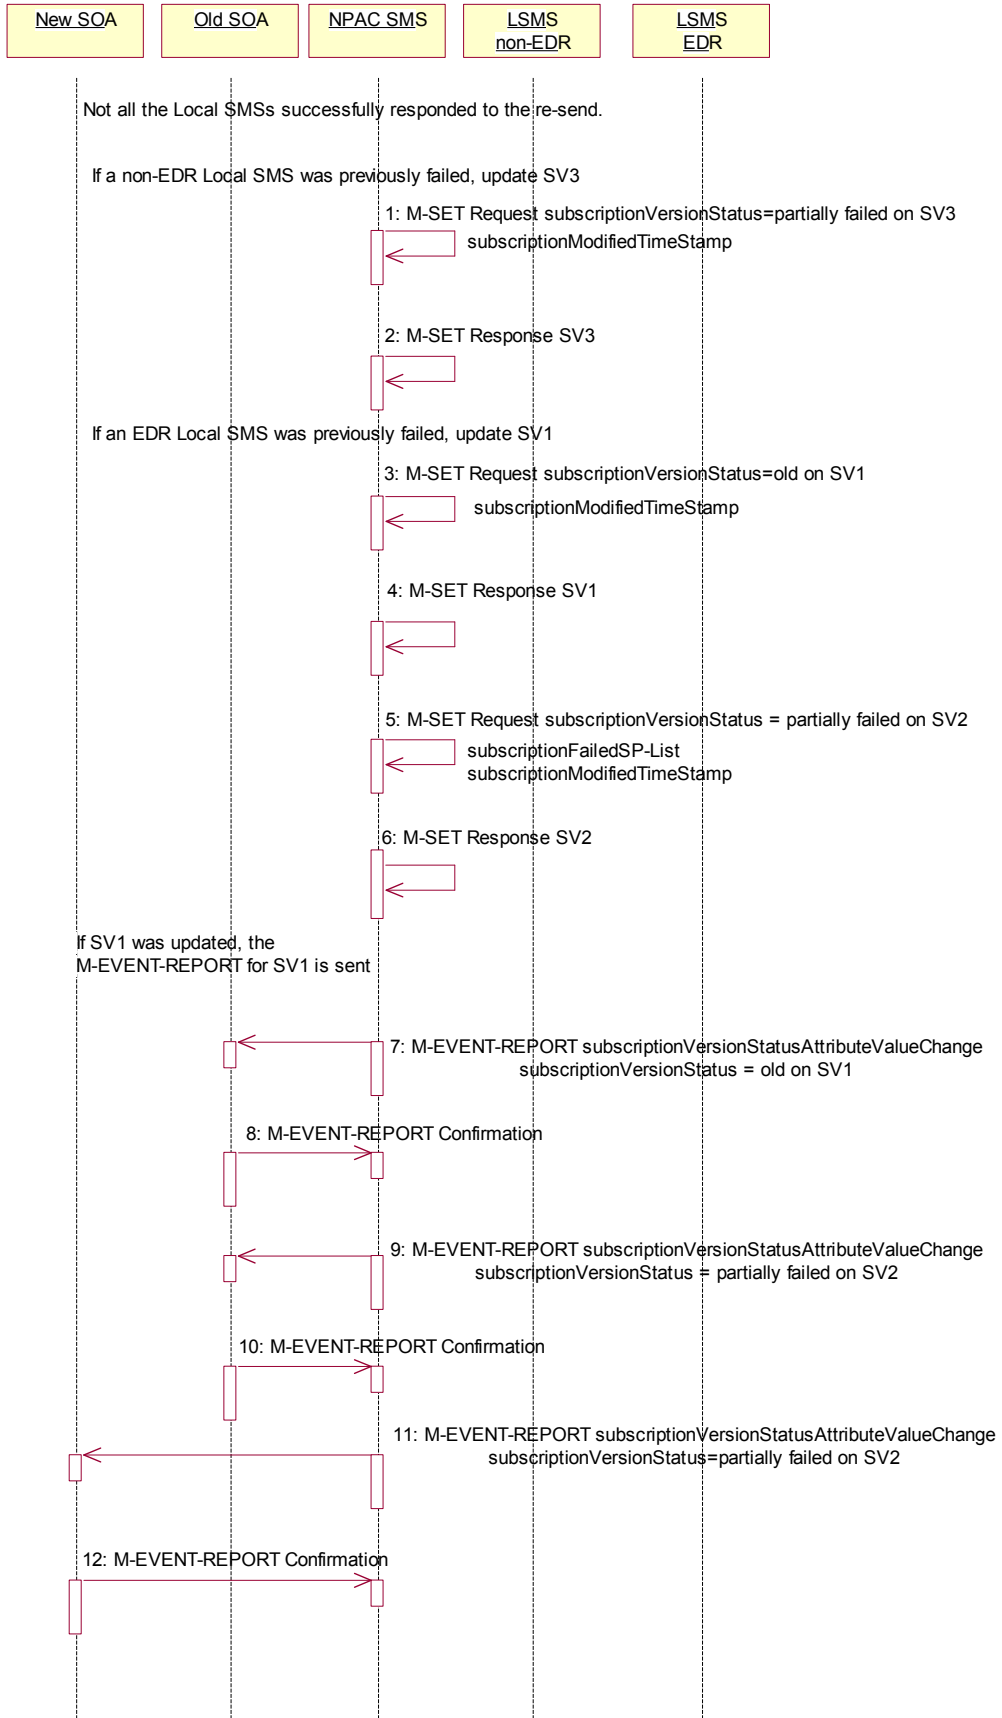 New SOA
Old SOA
NPAC SMS
LSMS
non-EDR
LSMS
EDR
Not all the Local SMSs successfully responded to the re-send.
If a non-EDR Local SMS was previously failed, update SV3
1: M-SET Request subscriptionVersionStatus=partially failed on SV3
subscriptionModifiedTimeStamp
2: M-SET Response SV3
If an EDR Local SMS was previously failed, update SV1
3: M-SET Request subscriptionVersionStatus=old on SV1
subscriptionModifiedTimeStamp
4: M-SET Response SV1
5: M-SET Request subscriptionVersionStatus = partially failed on SV2
subscriptionFailedSP-List
subscriptionModifiedTimeStamp
6: M-SET Response SV2
If SV1 was updated, the
M-EVENT-REPORT for SV1 is sent
7: M-EVENT-REPORT subscriptionVersionStatusAttributeValueChange
subscriptionVersionStatus = old on SV1
8: M-EVENT-REPORT Confirmation
9: M-EVENT-REPORT subscriptionVersionStatusAttributeValueChange
subscriptionVersionStatus = partially failed on SV2
10: M-EVENT-REPORT Confirmation
11: M-EVENT-REPORT subscriptionVersionStatusAttributeValueChange
subscriptionVersionStatus=partially failed on SV2
12: M-EVENT-REPORT Confirmation